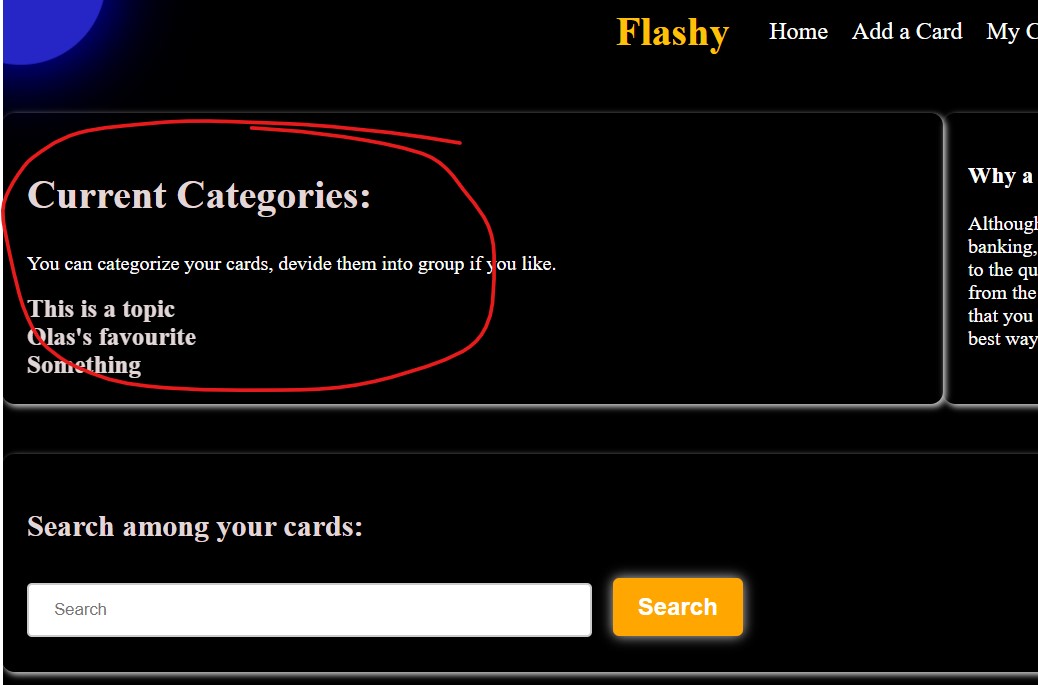 Flashy Home Add a Card My
Current Categories:
You can categorize your cards, devide them into group if you like.
This is a topic
Olas's favourite
Something
Why a
Although
banking,
to the
from the
that you
best way
Search among your cards:
Search Search